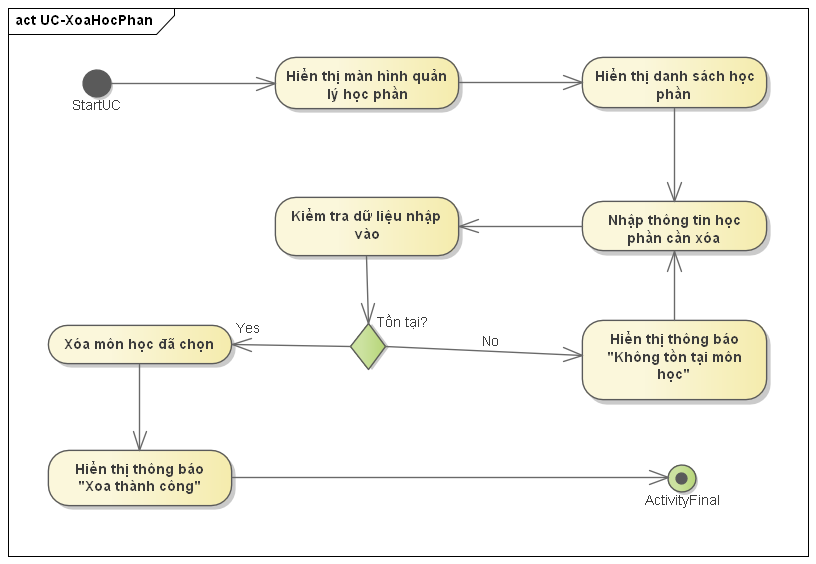 act UC-XoaHocPhan
StartUC
Hiển thị màn hình quản
lý học phần
Hiển thị danh sách học
phần
Kiểm tra dữ liệu nhập
vào
Nhập thông tin học
phần cần xóa
Tồn tại?
Yes
No
Xóa môn học đã chọn
Hiển thị thông báo
"Không tồn tại môn
học"
Hiển thị thông báo
"Xoa thành công"
ActivityFinal